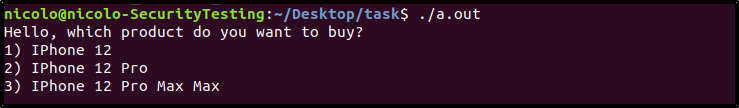 nicolo@nicolo-SecurityTesting:~/Desktop/task$ ./a.out
Hello, which product do you want to buy?
1) IPhone 12
2) IPhone 12 Pro
3) IPhone 12 Pro Max Max